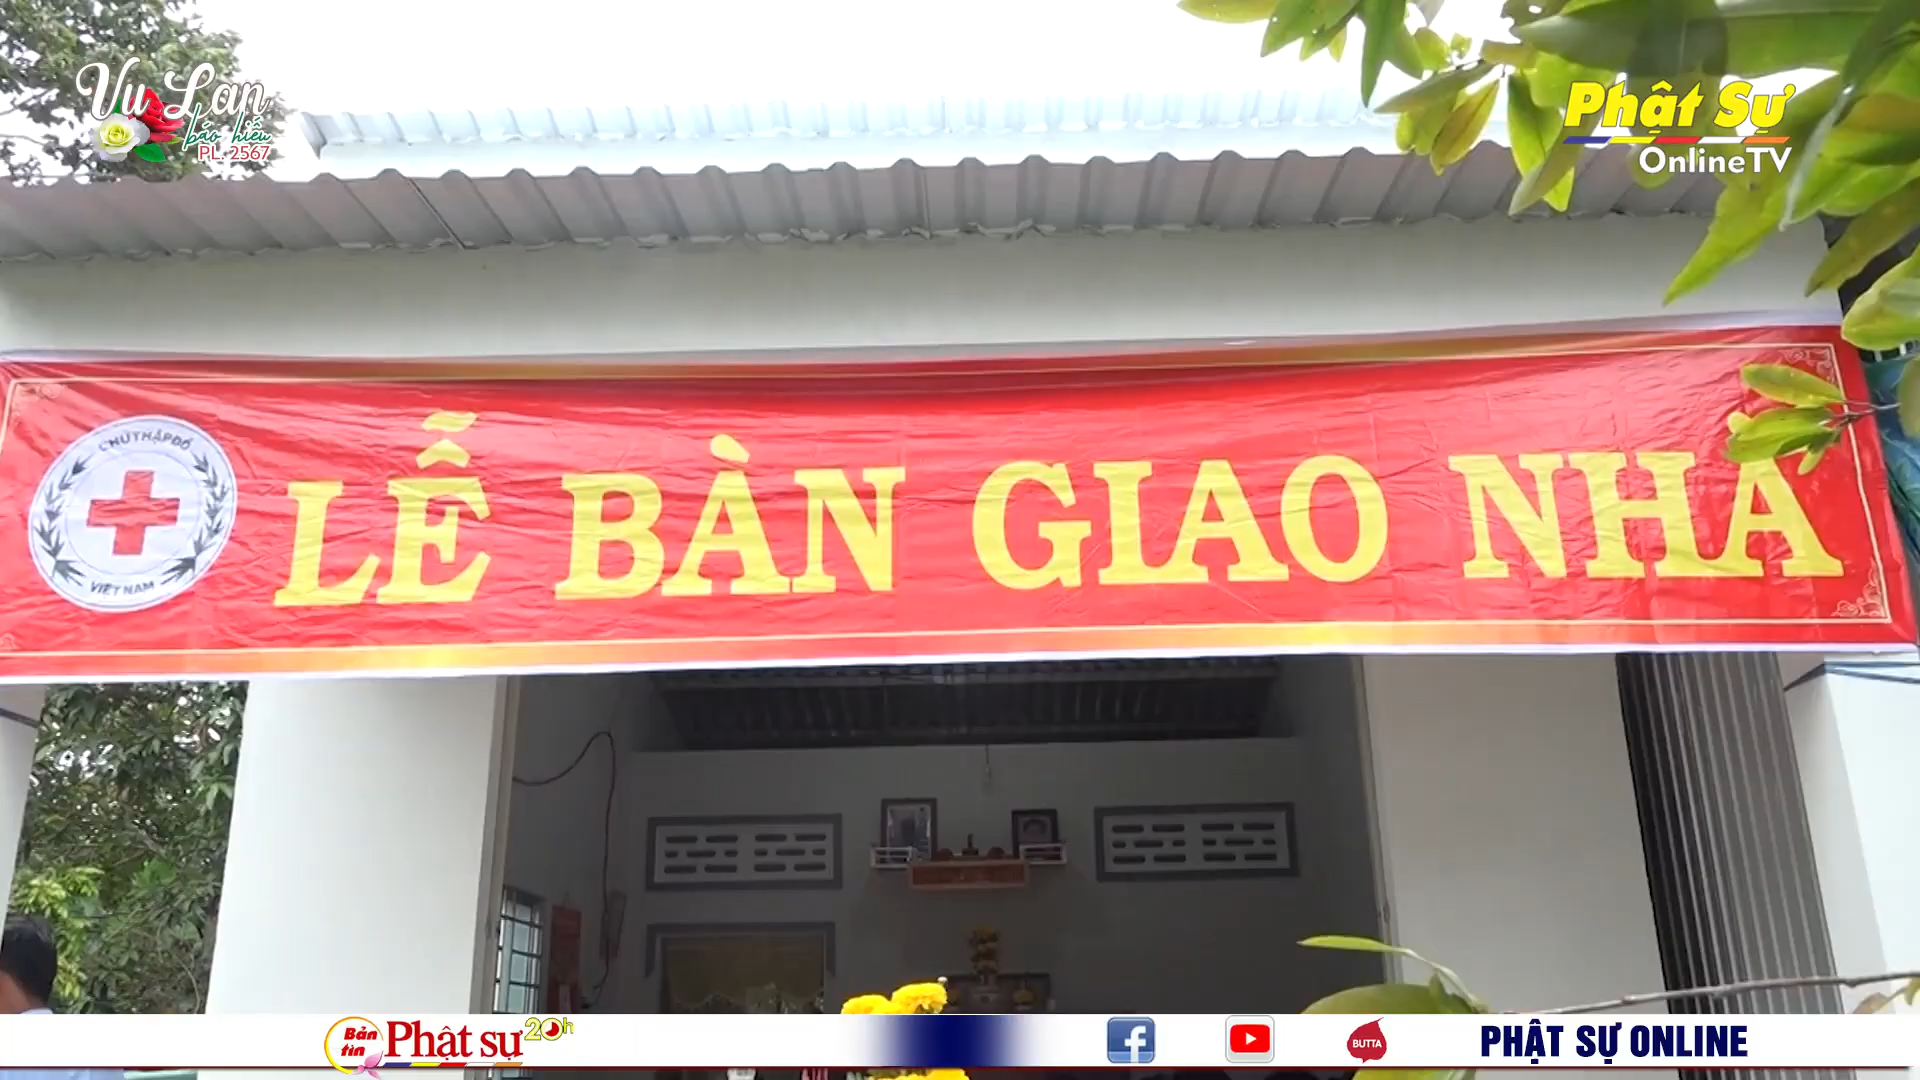 Vu Lan
báo hiếu
PL. 2567
Phật Sự
OnlineTV
CHỮ THẬP ĐỎ
VIỆT NAM
LỄ BÀN GIAO NHÀ
Bản tin
Phật sự 20h
BUTTA
PHẬT SỰ ONLINE